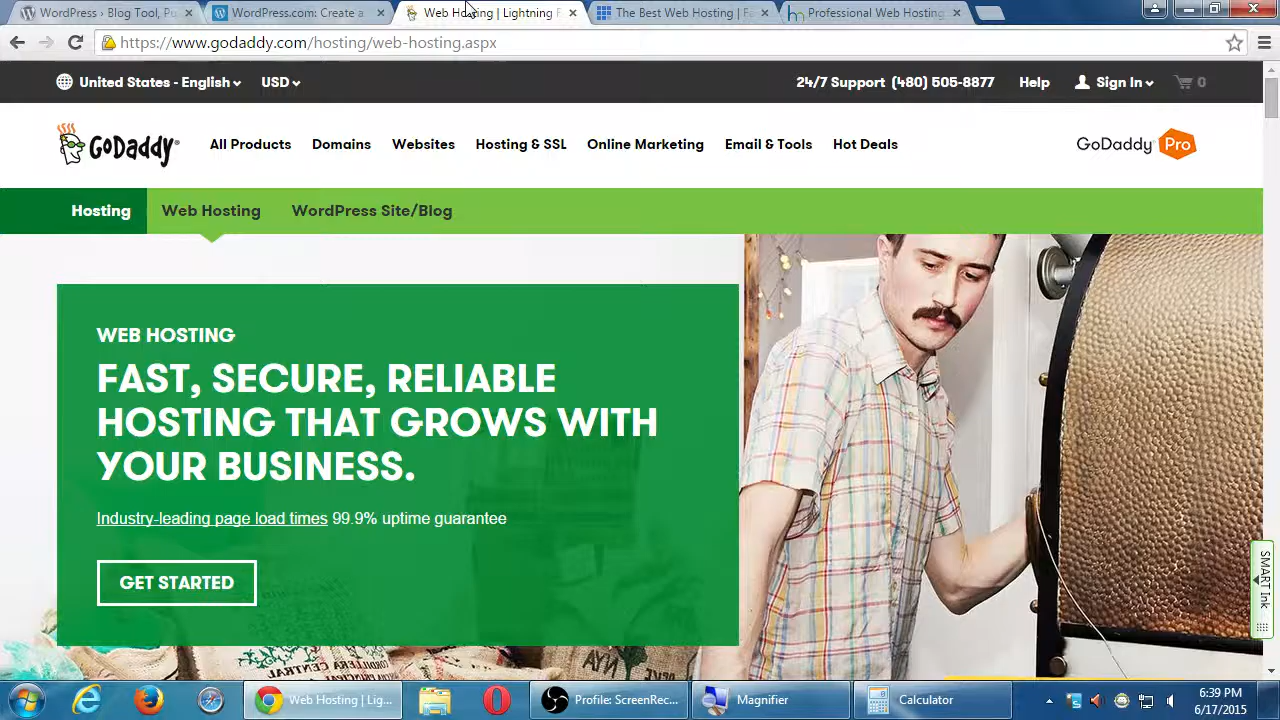 WordPress › Blog Tool, Pu
WordPress.com: Create a
Web Hosting | Lightning F
The Best Web Hosting | Fa
Professional Web Hosting
https://www.godaddy.com/hosting/web-hosting.aspx
United States - English
USD
24/7 Support (480) 505-8877
Help
Sign In
0
GoDaddy
All Products
Domains
Websites
Hosting & SSL
Online Marketing
Email & Tools
Hot Deals
GoDaddy Pro
Hosting
Web Hosting
WordPress Site/Blog
WEB HOSTING
FAST, SECURE, RELIABLE
HOSTING THAT GROWS WITH
YOUR BUSINESS.
Industry-leading page load times 99.9% uptime guarantee
GET STARTED
SMART Ink
Web Hosting | Lig...
Profile: ScreenRec...
Magnifier
Calculator
6:39 PM
6/17/2015